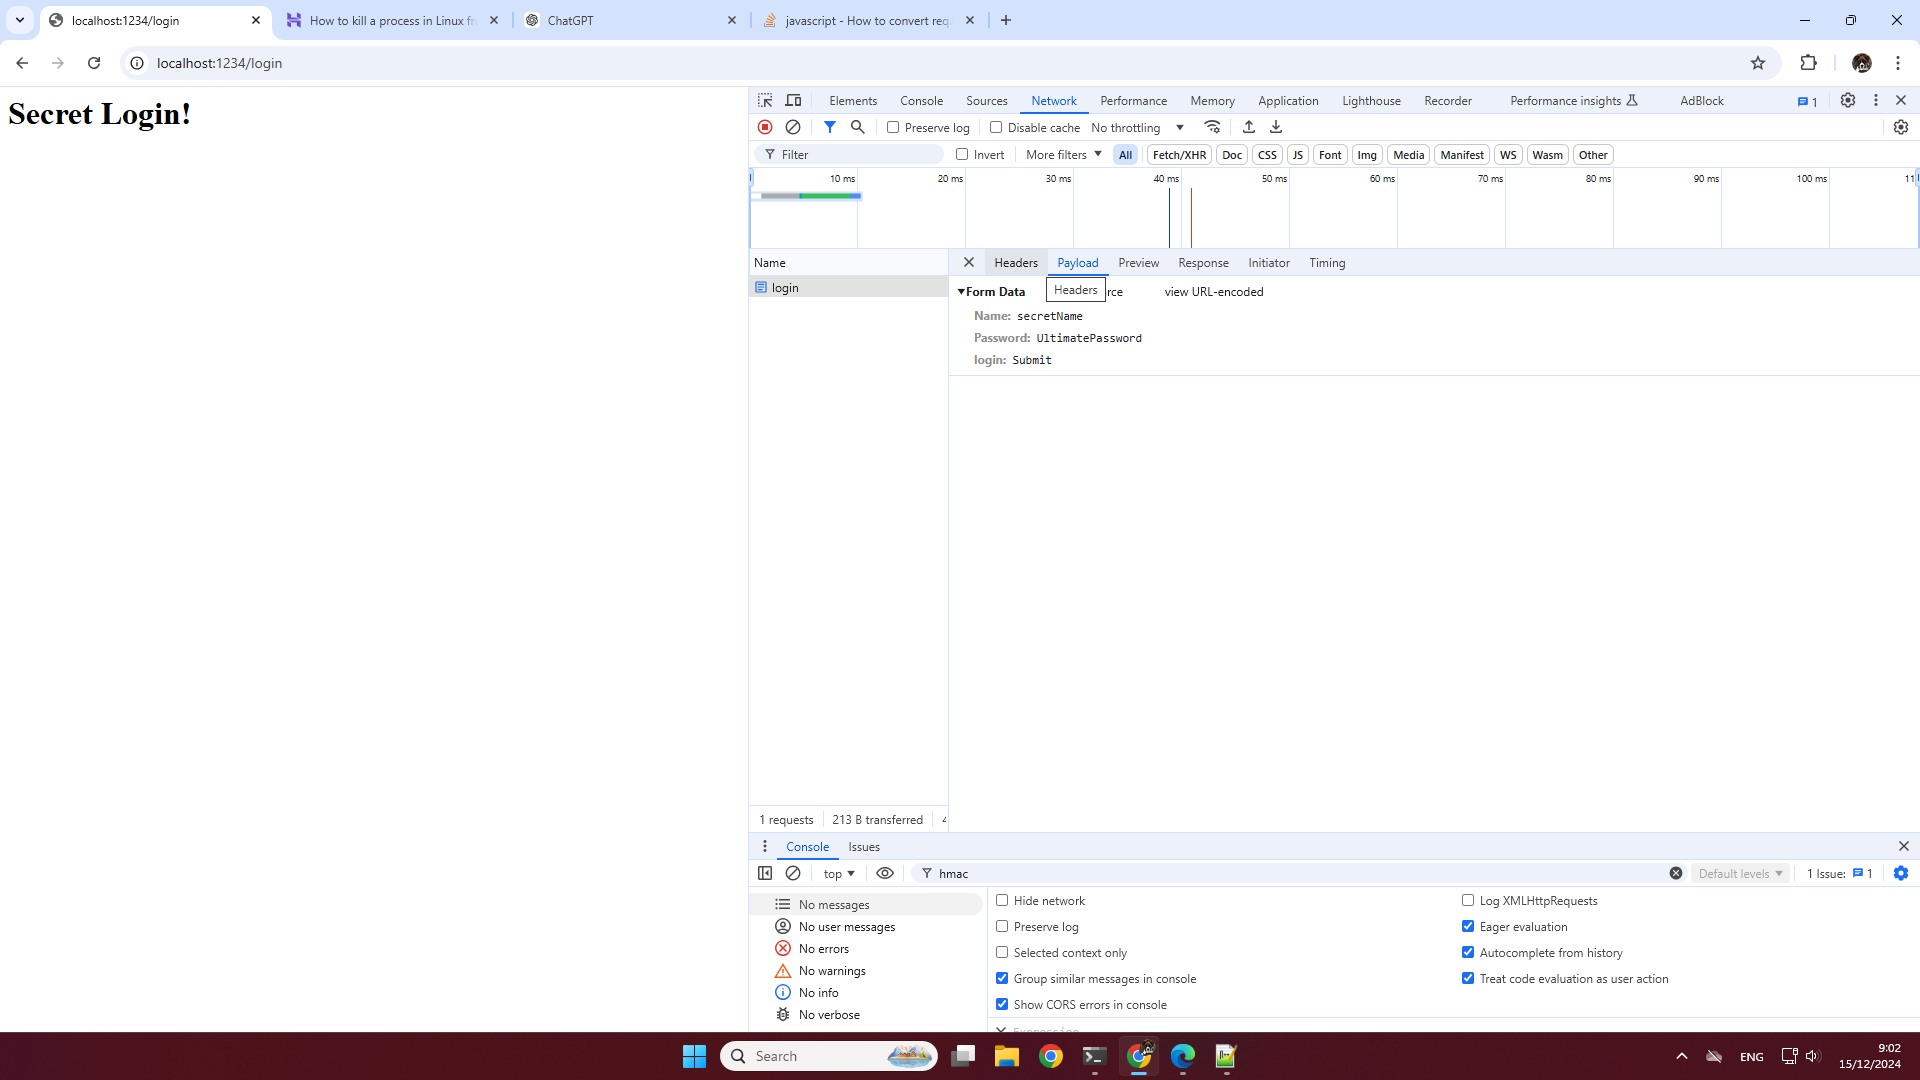 localhost:1234/login
How to kill a process in Linux fr
ChatGPT
javascript - How to convert req
localhost:1234/login
Secret Login!
Elements Console Sources Network Performance Memory Application Lighthouse Recorder Performance insights AdBlock 1
Preserve log Disable cache No throttling
Filter Invert More filters All Fetch/XHR Doc CSS JS Font Img Media Manifest WS Wasm Other
10 ms 20 ms 30 ms 40 ms 50 ms 60 ms 70 ms 80 ms 90 ms 100 ms 11
Name
login
Headers Payload Preview Response Initiator Timing
Form Data rce view URL-encoded
Headers
Name: secretName
Password: UltimatePassword
login: Submit
1 requests 213 B transferred 4
Console Issues
top hmac Default levels 1 Issue: 1
No messages
No user messages
No errors
No warnings
No info
No verbose
Hide network
Preserve log
Selected context only
Group similar messages in console
Show CORS errors in console
Log XMLHttpRequests
Eager evaluation
Autocomplete from history
Treat code evaluation as user action
Expression
Search
ENG
9:02
15/12/2024